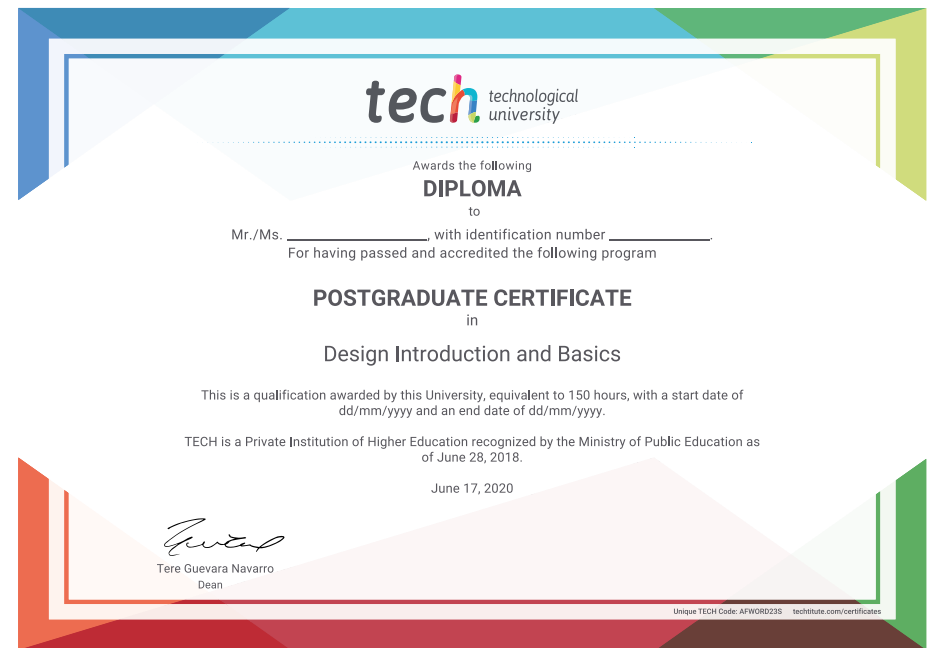 tech technological
university
Awards the following
DIPLOMA
to
Mr./Ms. ____________, with identification number ____________.
For having passed and accredited the following program
POSTGRADUATE CERTIFICATE
in
Design Introduction and Basics
This is a qualification awarded by this University, equivalent to 150 hours, with a start date of
dd/mm/yyyy and an end date of dd/mm/yyyy.
TECH is a Private Institution of Higher Education recognized by the Ministry of Public Education as
of June 28, 2018.
June 17, 2020
Tere Guevara Navarro
Dean
Unique TECH Code: AFWORD23S techtitute.com/certificates